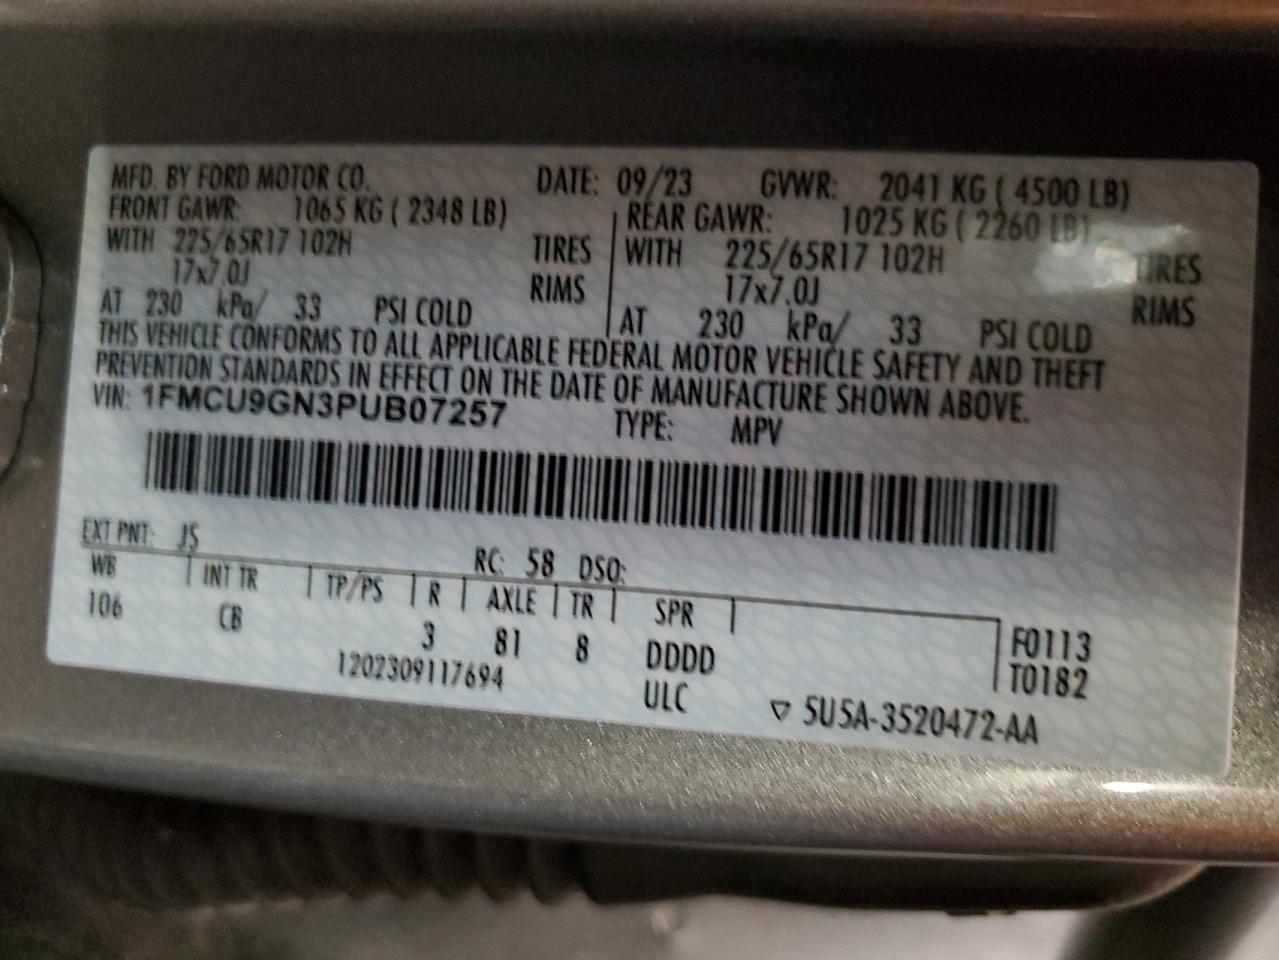 MFD. BY FORD MOTOR CO. DATE: 09/23 GVWR: 2041 KG ( 4500 LB)
FRONT GAWR: 1065 KG ( 2348 LB) REAR GAWR: 1025 KG ( 2260 LB)
WITH 225/65R17 102H TIRES WITH 225/65R17 102H TIRES
17x7.0J RIMS 17x7.0J RIMS
AT 230 kPa/ 33 PSI COLD AT 230 kPa/ 33 PSI COLD
THIS VEHICLE CONFORMS TO ALL APPLICABLE FEDERAL MOTOR VEHICLE SAFETY AND THEFT
PREVENTION STANDARDS IN EFFECT ON THE DATE OF MANUFACTURE SHOWN ABOVE.
VIN: 1FMCU9GN3PUB07257 TYPE: MPV
EXT PNT: JS RC: 58 DSO:
WB INT TR TP/PS R AXLE TR SPR
106 CB 3 81 8 DDDD F0113
1202309117694 ULC T0182
▽ 5U5A-3520472-AA